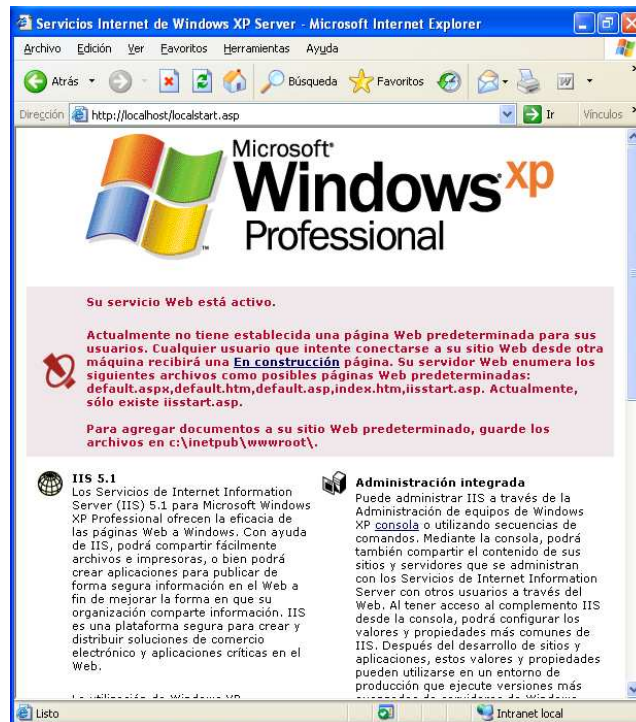 Servicios Internet de Windows XP Server - Microsoft Internet Explorer
Archivo Edición Ver Favoritos Herramientas Ayuda
Atrás Búsqueda Favoritos
Dirección http://localhost/localstart.asp Ir Vínculos
Microsoft
Windows xp
Professional
Su servicio Web está activo.
Actualmente no tiene establecida una página Web predeterminada para sus
usuarios. Cualquier usuario que intente conectarse a su sitio Web desde otra
máquina recibirá una En construcción página. Su servidor Web enumera los
siguientes archivos como posibles páginas Web predeterminadas:
default.aspx,default.htm,default.asp,index.htm,iisstart.asp. Actualmente,
sólo existe iisstart.asp.
Para agregar documentos a su sitio Web predeterminado, guarde los
archivos en c:\inetpub\wwwroot\.
IIS 5.1
Los Servicios de Internet Information
Server (IIS) 5.1 para Microsoft Windows
XP Professional ofrecen la eficacia de
las páginas Web a Windows. Con ayuda
de IIS, podrá compartir fácilmente
archivos e impresoras, o bien podrá
crear aplicaciones para publicar de
forma segura información en el Web a
fin de mejorar la forma en que su
organización comparte información. IIS
es una plataforma segura para crear y
distribuir soluciones de comercio
electrónico y aplicaciones críticas en el
Web.
Administración integrada
Puede administrar IIS a través de la
Administración de equipos de Windows
XP consola o utilizando secuencias de
comandos. Mediante la consola, podrá
también compartir el contenido de sus
sitios y servidores que se administran
con los Servicios de Internet Information
Server con otros usuarios a través del
Web. Al tener acceso al complemento IIS
desde la consola, podrá configurar los
valores y propiedades más comunes de
IIS. Después del desarrollo de sitios y
aplicaciones, estos valores y propiedades
pueden utilizarse en un entorno de
producción que ejecute versiones más
Listo Intranet local